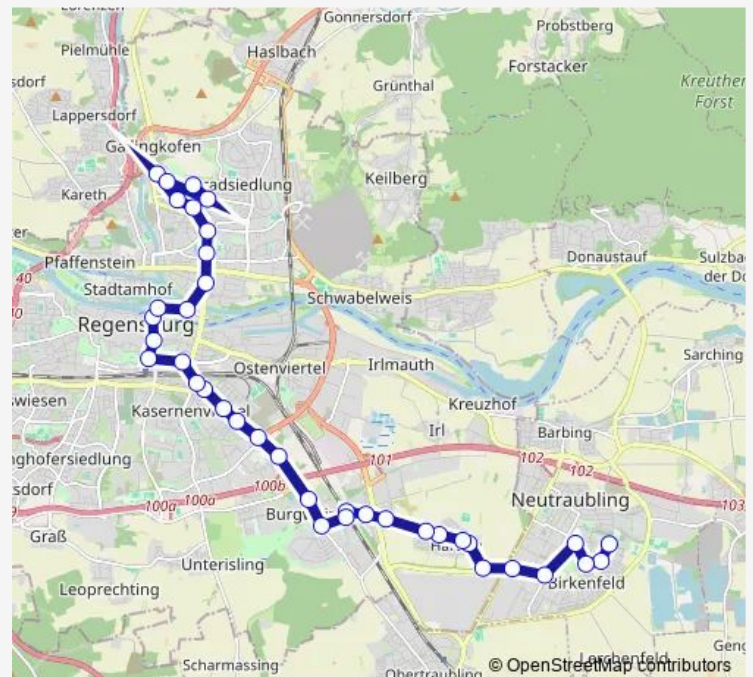 Gonnersdorf
Probstberg
Pielmühle
Haslbach
Forstacker
Grünthal
Kreuther
Forst
Lappersdorf
Keilberg
Kareth
Donaustauf
Pfaffenstein
40
Stadtamhof
Schwabelweis
Regensburg
Sarching
Ostenviertel
Irlmauth
Kreuzhof
Irl
Barbing
101
102
102
100b
100a
100a
103
Neutraubling
Graß
Unterisling
Birkenfeld
Leoprechting
Scharmassing
Obertraubling
© OpenStreetMap contributors